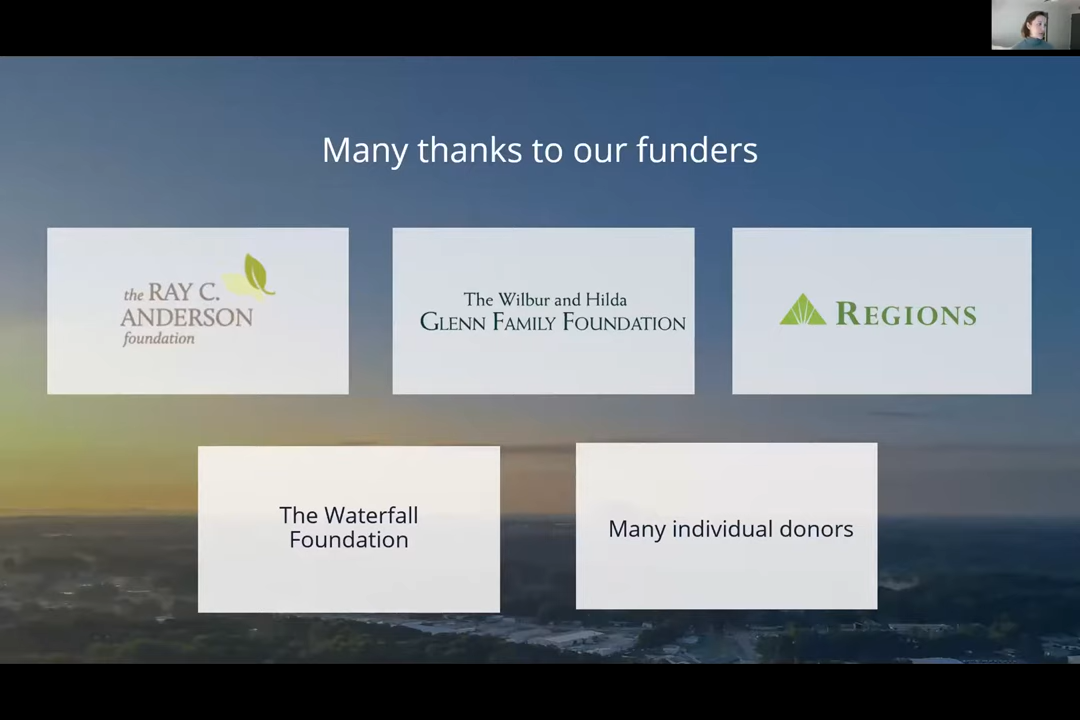 Many thanks to our funders
the RAY C.
ANDERSON
foundation
The Wilbur and Hilda
GLENN FAMILY FOUNDATION
REGIONS
The Waterfall
Foundation
Many individual donors